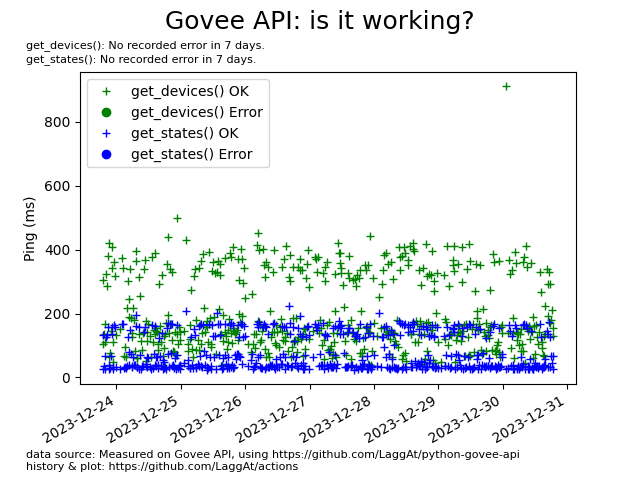 Govee API: is it working?
get_devices(): No recorded error in 7 days.
get_states(): No recorded error in 7 days.
get_devices() OK
get_devices() Error
get_states() OK
get_states() Error
Ping (ms)
800
600
400
200
0
2023-12-24
2023-12-25
2023-12-26
2023-12-27
2023-12-28
2023-12-29
2023-12-30
2023-12-31
data source: Measured on Govee API, using https://github.com/LaggAt/python-govee-api
history & plot: https://github.com/LaggAt/actions